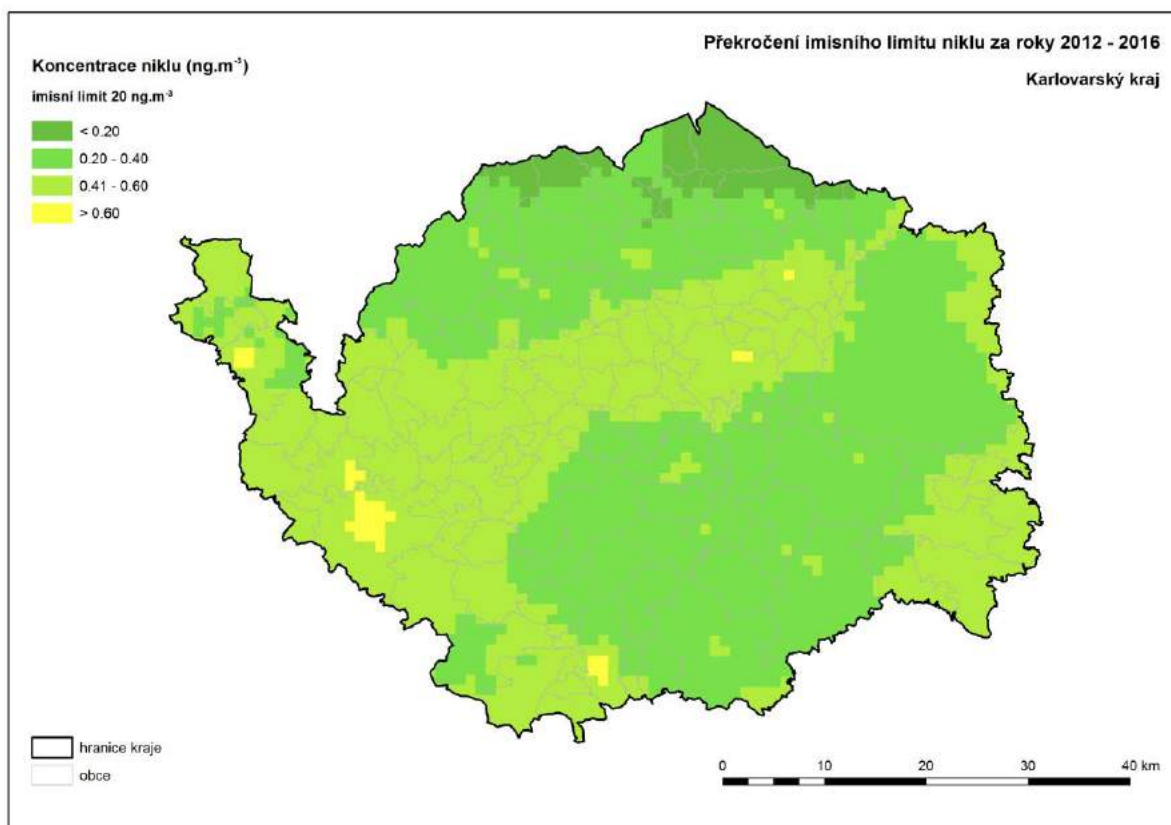 Překročení imisního limitu niklu za roky 2012 - 2016
Karlovarský kraj
Koncentrace niklu (ng.m⁻³)
imisní limit 20 ng.m⁻³
< 0.20
0.20 - 0.40
0.41 - 0.60
> 0.60
hranice kraje
obce
0 10 20 30 40 km